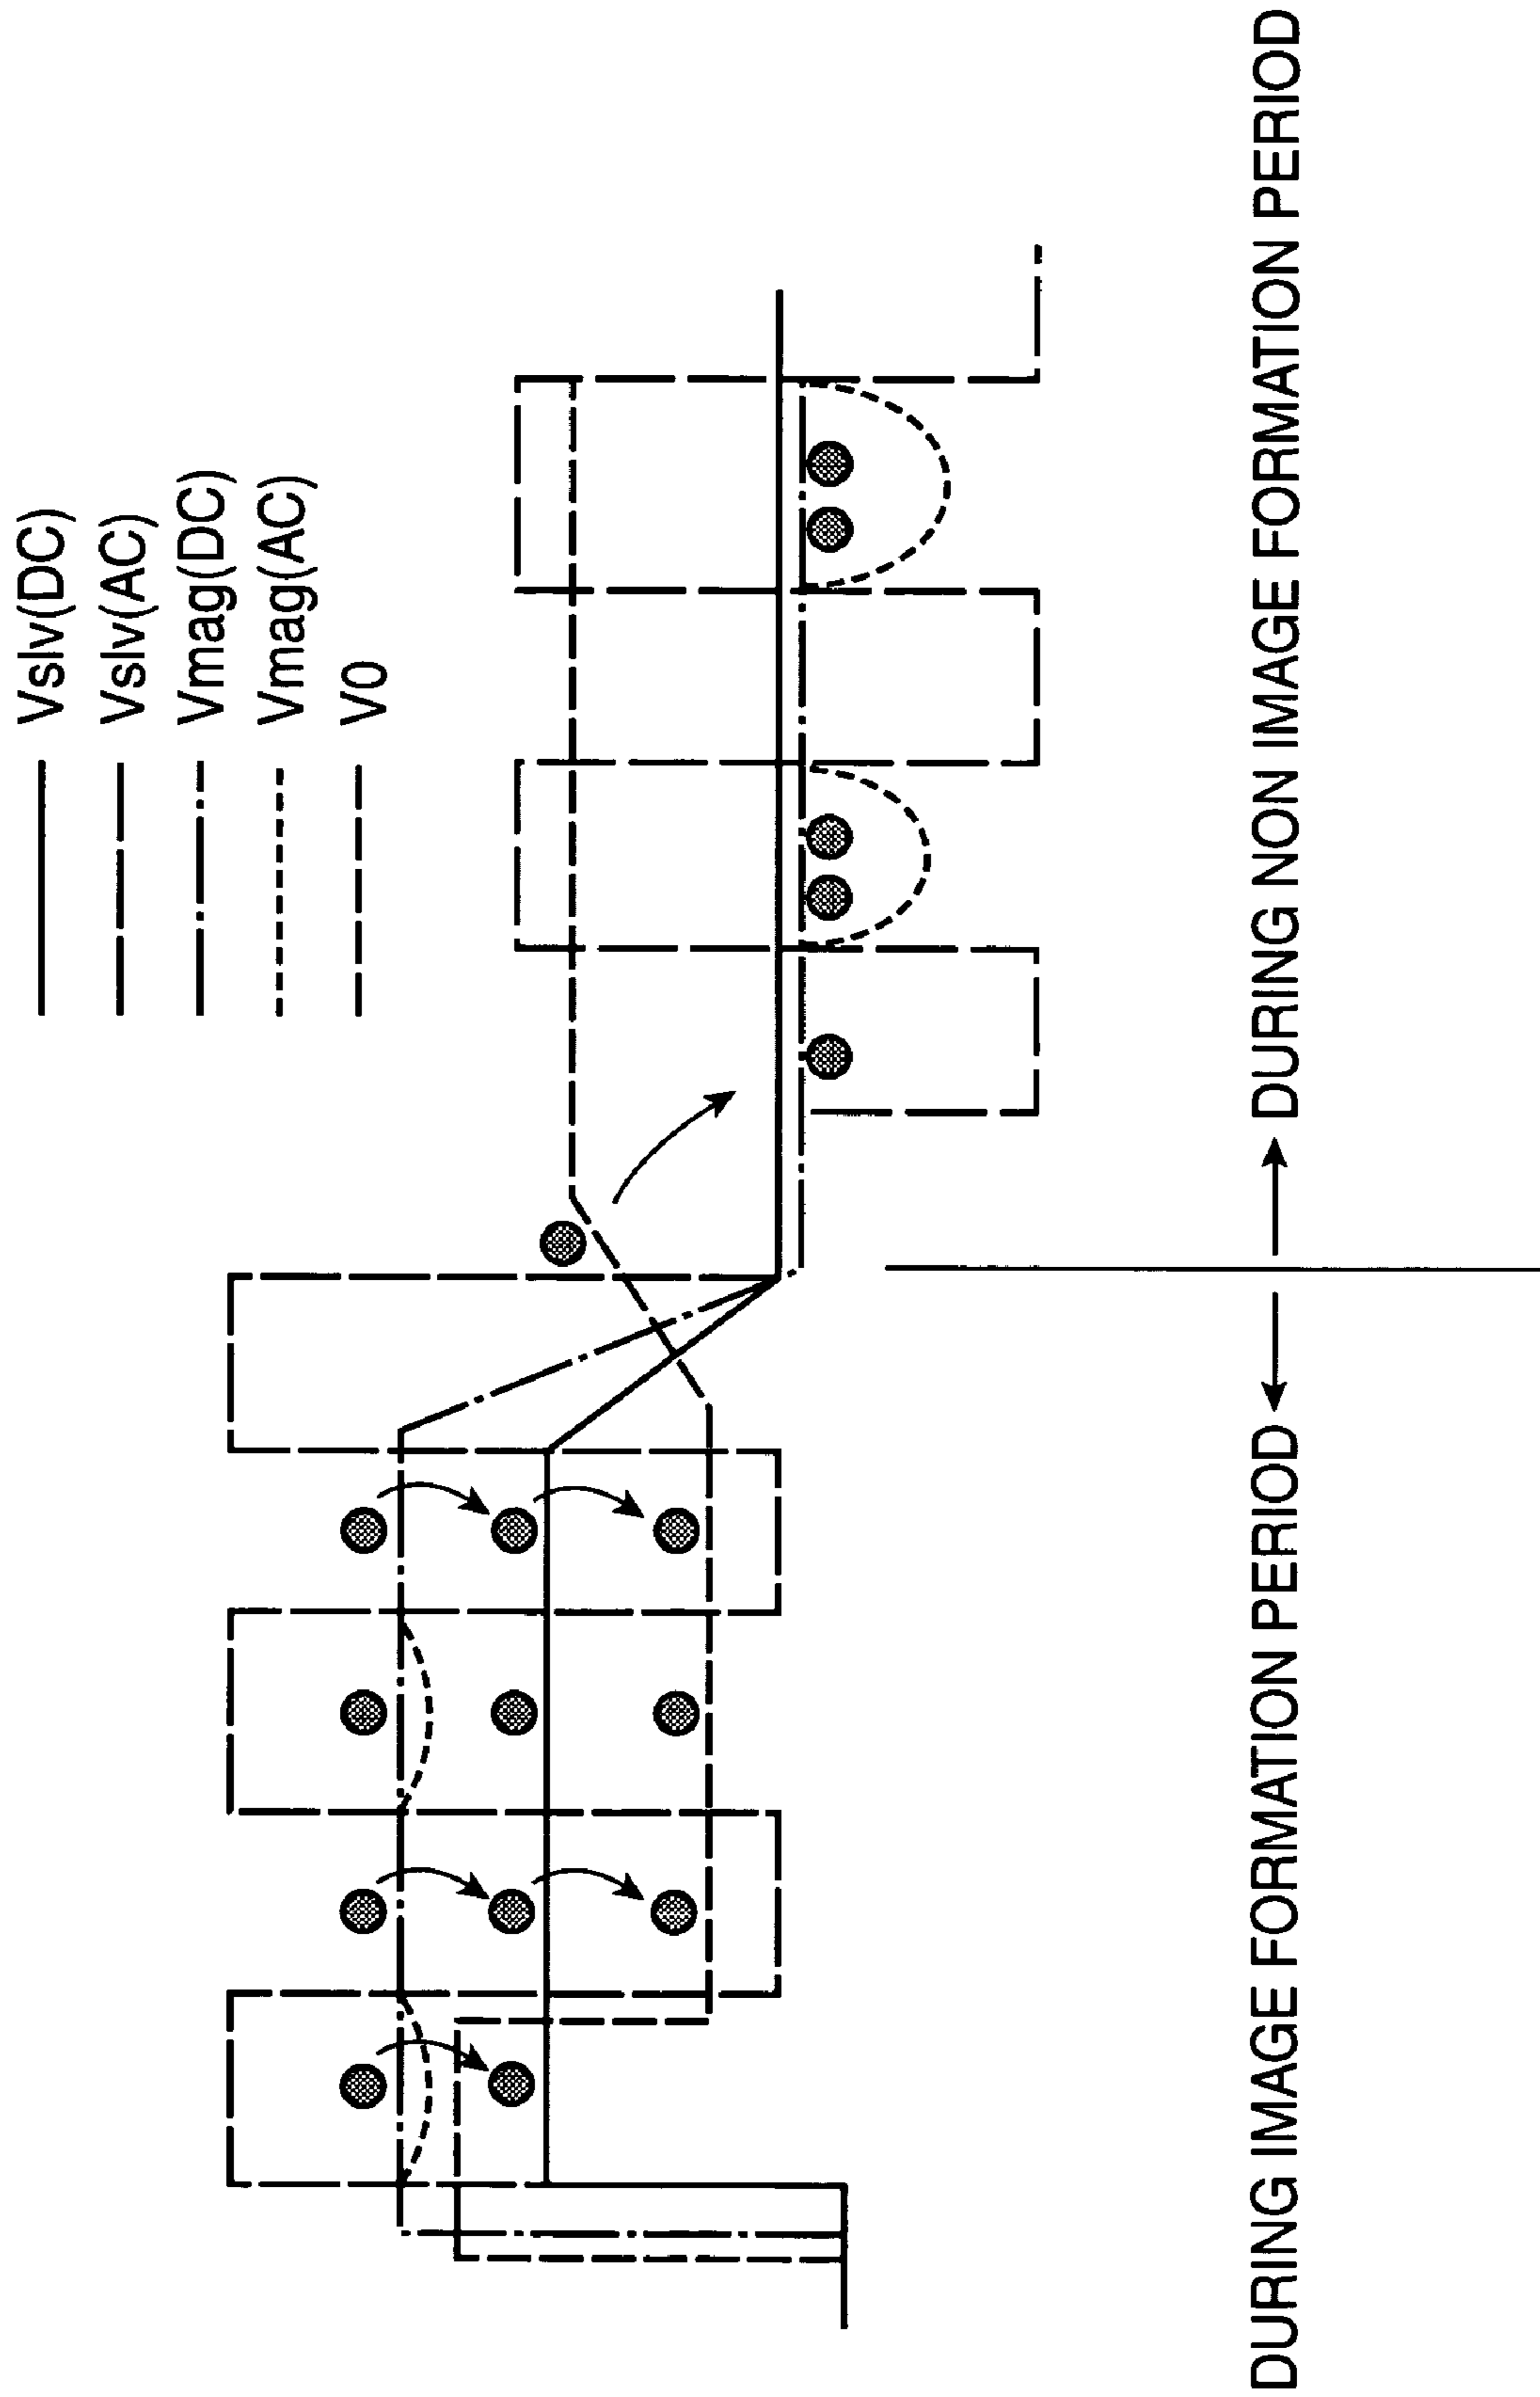 Vslv(DC)
Vslv(AC)
Vmag(DC)
Vmag(AC)
V0
DURING IMAGE FORMATION PERIOD
DURING NON IMAGE FORMATION PERIOD